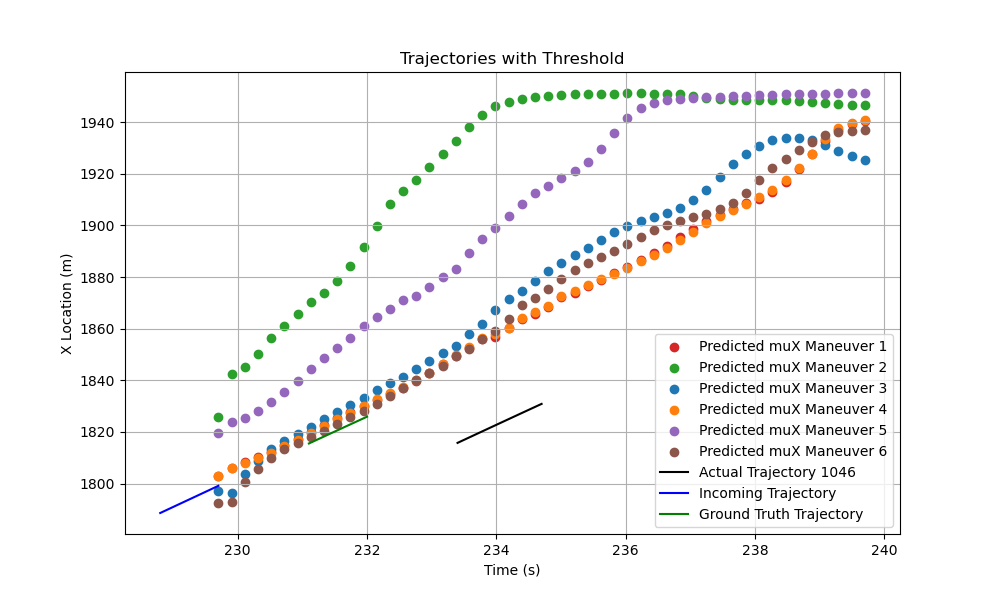 Trajectories with Threshold
X Location (m)
1940
1920
1900
1880
1860
1840
1820
1800
230
232
234
236
238
240
Time (s)
Predicted muX Maneuver 1
Predicted muX Maneuver 2
Predicted muX Maneuver 3
Predicted muX Maneuver 4
Predicted muX Maneuver 5
Predicted muX Maneuver 6
Actual Trajectory 1046
Incoming Trajectory
Ground Truth Trajectory